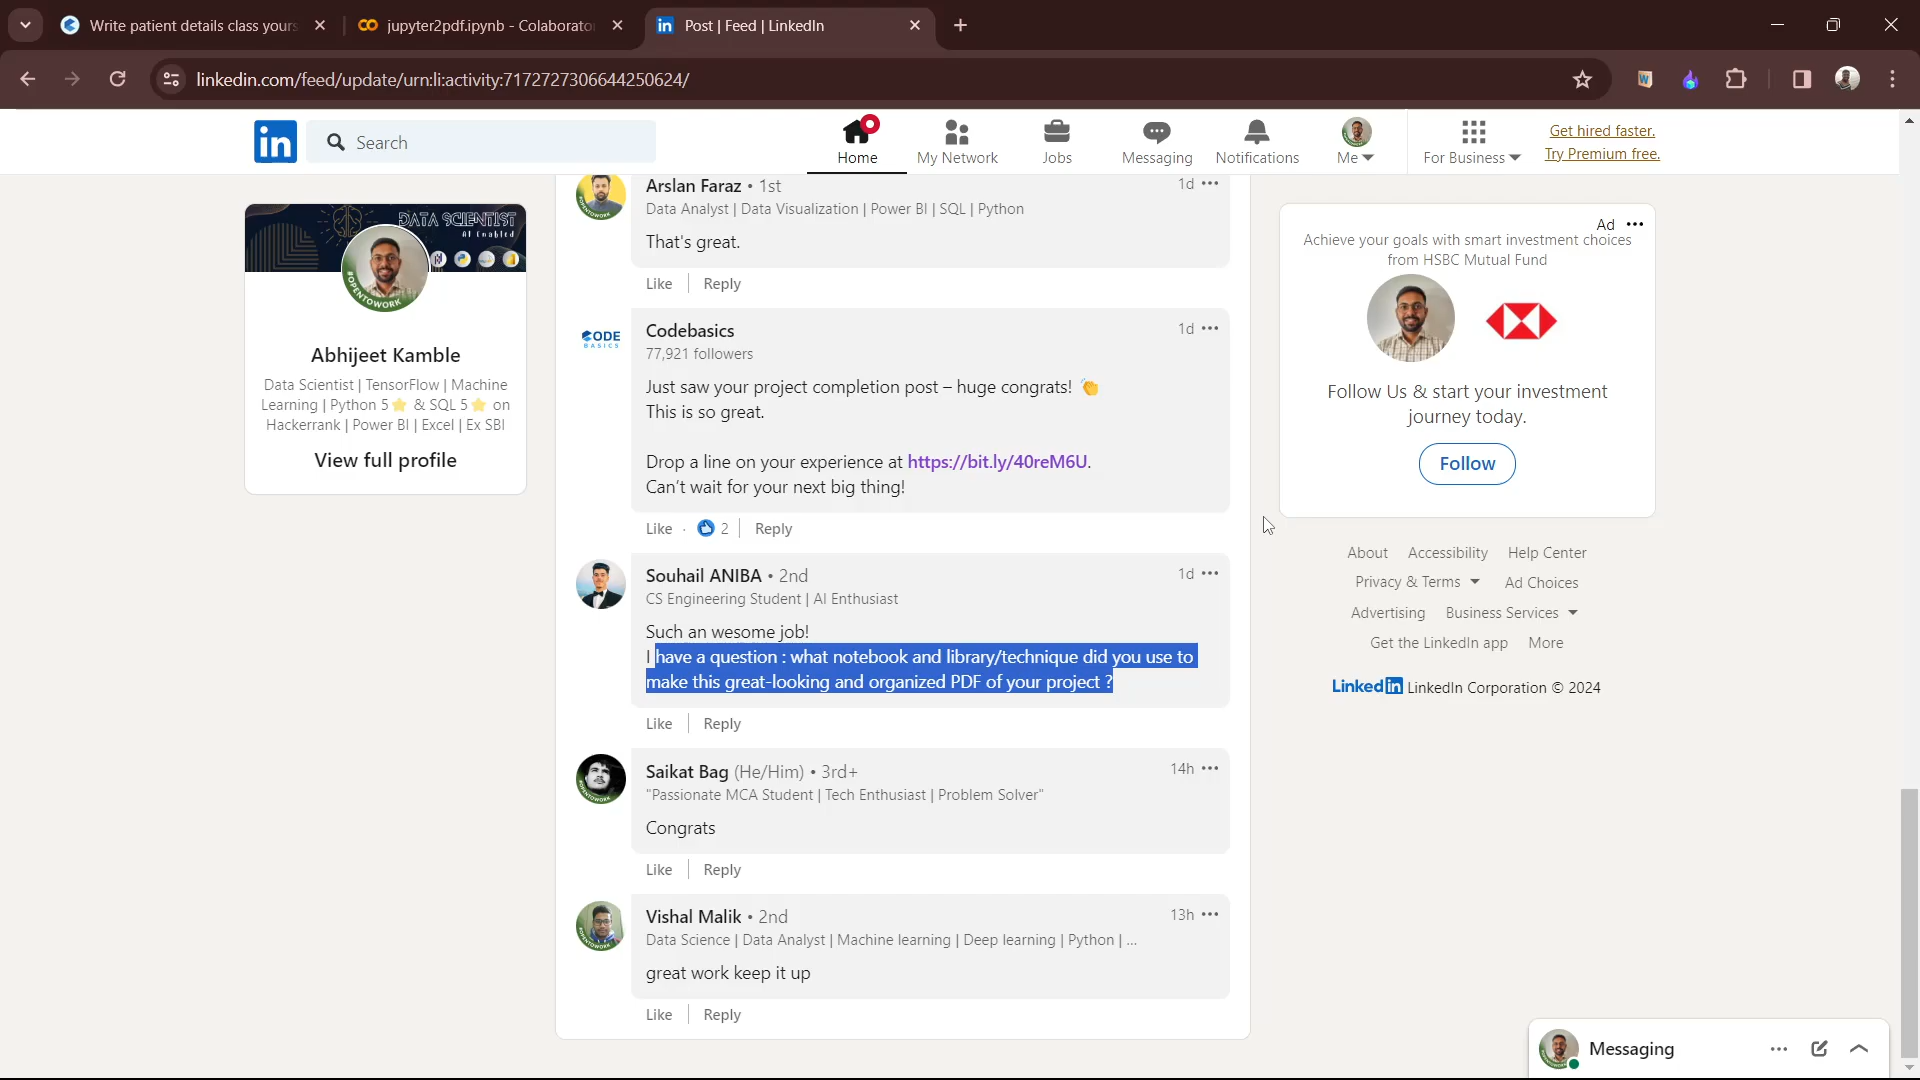 Write patient details class yours
jupyter2pdf.ipynb - Colaborato
Post | Feed | LinkedIn
linkedin.com/feed/update/urn:li:activity:7172727306644250624/
in
Search
Home
My Network
Jobs
Messaging
Notifications
Me
For Business
Get hired faster.
Try Premium free.
DATA SCIENTIST
AI Enabled
#OPENTOWORK
Abhijeet Kamble
Data Scientist | TensorFlow | Machine
Learning | Python 5⭐ & SQL 5⭐ on
Hackerrank | Power BI | Excel | Ex SBI
View full profile
Arslan Faraz • 1st
1d •••
Data Analyst | Data Visualization | Power BI | SQL | Python
That's great.
Like
Reply
CODE
BASICS
Codebasics
1d •••
77,921 followers
Just saw your project completion post – huge congrats! 👏
This is so great.
Drop a line on your experience at https://bit.ly/40reM6U.
Can't wait for your next big thing!
Like · 2
Reply
Souhail ANIBA • 2nd
1d •••
CS Engineering Student | AI Enthusiast
Such an wesome job!
I have a question : what notebook and library/technique did you use to
make this great-looking and organized PDF of your project ?
Like
Reply
Saikat Bag (He/Him) • 3rd+
14h •••
"Passionate MCA Student | Tech Enthusiast | Problem Solver"
Congrats
Like
Reply
Vishal Malik • 2nd
13h •••
Data Science | Data Analyst | Machine learning | Deep learning | Python | ...
great work keep it up
Like
Reply
Ad •••
Achieve your goals with smart investment choices
from HSBC Mutual Fund
Follow Us & start your investment
journey today.
Follow
About
Accessibility
Help Center
Privacy & Terms
Ad Choices
Advertising
Business Services
Get the LinkedIn app
More
LinkedIn LinkedIn Corporation © 2024
Messaging